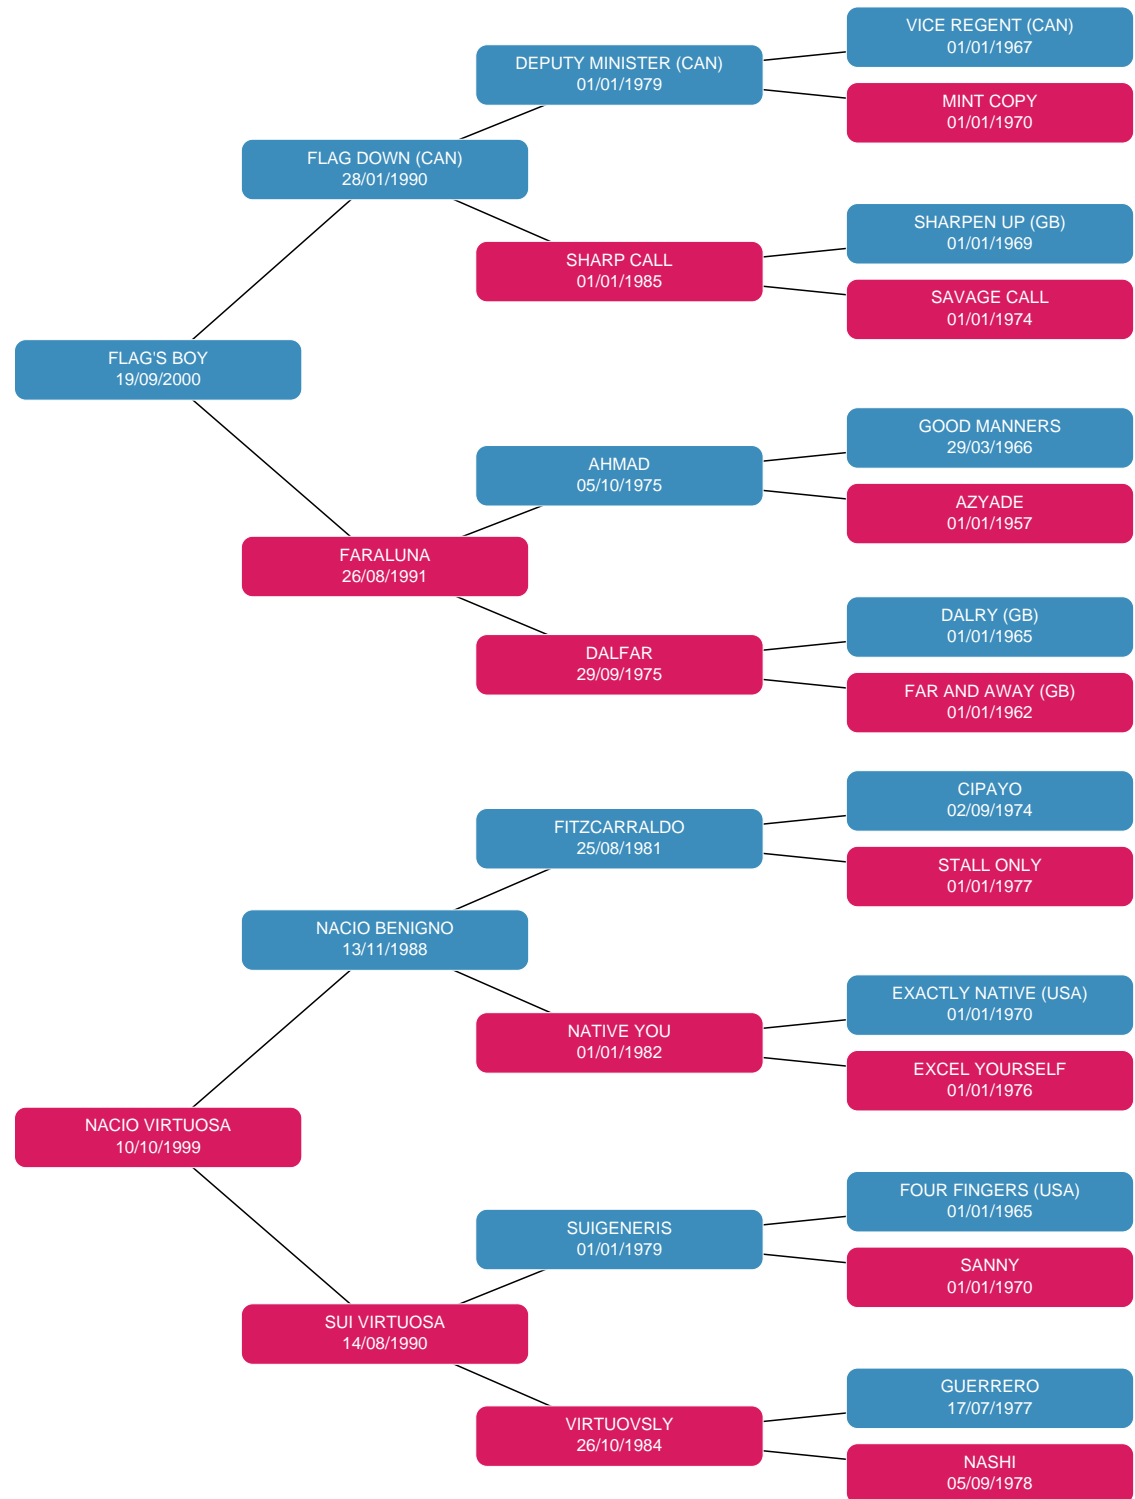 VICE REGENT (CAN)
01/01/1967
DEPUTY MINISTER (CAN)
01/01/1979
MINT COPY
01/01/1970
FLAG DOWN (CAN)
28/01/1990
SHARPEN UP (GB)
01/01/1969
SHARP CALL
01/01/1985
SAVAGE CALL
01/01/1974
FLAG'S BOY
19/09/2000
GOOD MANNERS
29/03/1966
AHMAD
05/10/1975
AZYADE
01/01/1957
FARALUNA
26/08/1991
DALRY (GB)
01/01/1965
DALFAR
29/09/1975
FAR AND AWAY (GB)
01/01/1962
CIPAYO
02/09/1974
FITZCARRALDO
25/08/1981
STALL ONLY
01/01/1977
NACIO BENIGNO
13/11/1988
EXACTLY NATIVE (USA)
01/01/1970
NATIVE YOU
01/01/1982
EXCEL YOURSELF
01/01/1976
NACIO VIRTUOSA
10/10/1999
FOUR FINGERS (USA)
01/01/1965
SUIGENERIS
01/01/1979
SANNY
01/01/1970
SUI VIRTUOSA
14/08/1990
GUERRERO
17/07/1977
VIRTUOVSLY
26/10/1984
NASHI
05/09/1978